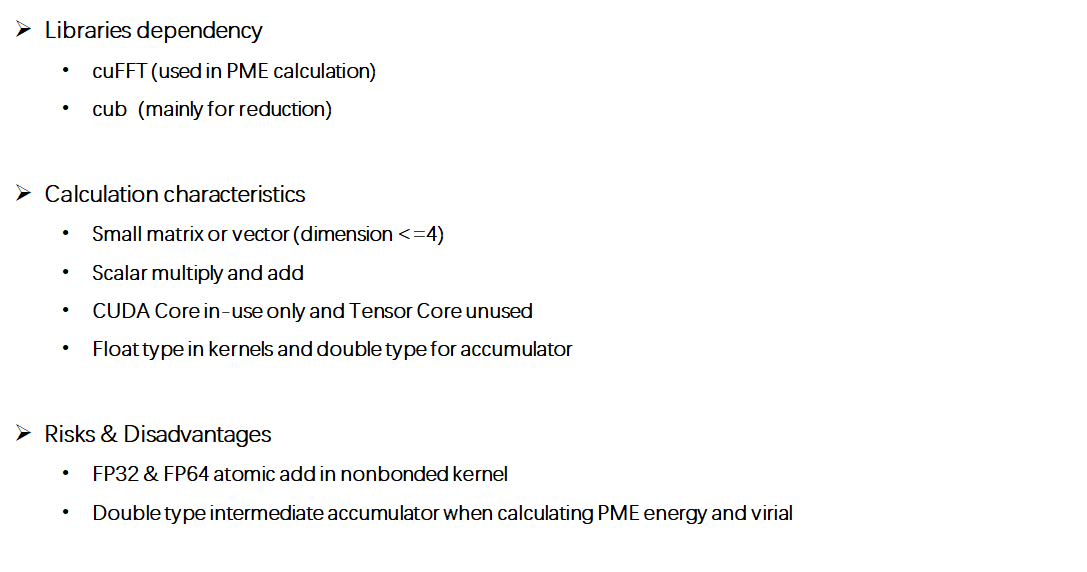 ➢ Libraries dependency
• cuFFT (used in PME calculation)
• cub (mainly for reduction)
➢ Calculation characteristics
• Small matrix or vector (dimension <=4)
• Scalar multiply and add
• CUDA Core in-use only and Tensor Core unused
• Float type in kernels and double type for accumulator
➢ Risks & Disadvantages
• FP32 & FP64 atomic add in nonbonded kernel
• Double type intermediate accumulator when calculating PME energy and virial